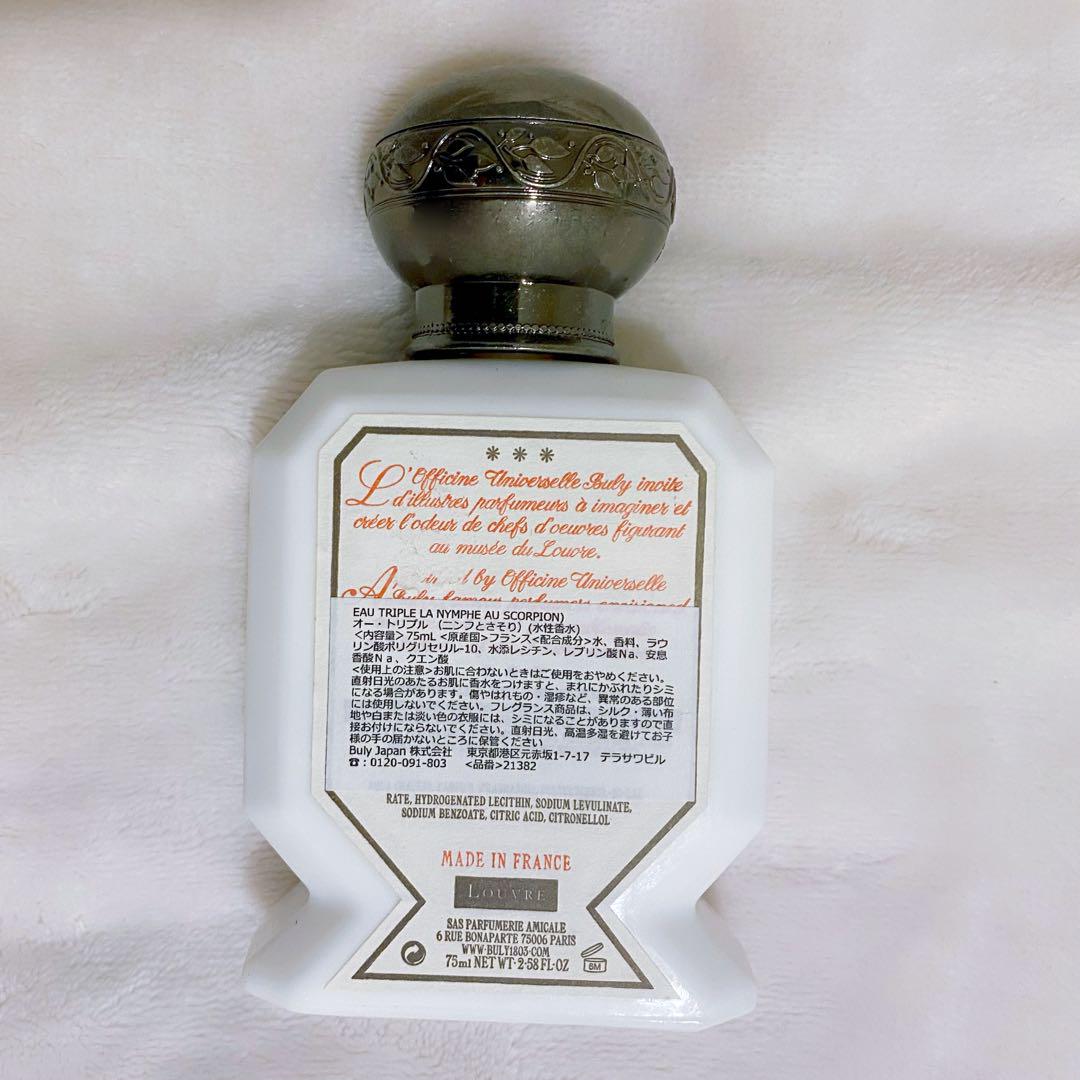 ***
L'Officine Universelle Buly invite
d'illustres parfumeurs à imaginer et
créer l'odeur de chefs d'oeuvres figurant
au musée du Louvre.
by Officine Universelle
EAU TRIPLE LA NYMPHE AU SCORPION)
オー・トリプル （ニンフとさそり）(水性香水)
＜内容量＞75mL ＜原産国＞フランス＜配合成分＞水、香料、ラウ
リン酸ポリグリセリル-10、水添レシチン、レブリン酸Na、安息
香酸Ｎａ、クエン酸
＜使用上の注意＞お肌に合わないときはご使用をおやめください。
直射日光のあたるお肌に香水をつけますと、まれにかぶれたりシミ
になる場合があります。傷やはれもの・湿疹など、異常のある部位
には使用しないでください。フレグランス商品は、シルク・薄い布
地や白または淡い色の衣服には、シミになることがありますので直
接お付けにならないでください。直射日光、高温多湿を避けてお子
様の手の届かないところに保管ください
Buly Japan 株式会社 東京都港区元赤坂1-7-17 テラサワビル
☎：0120-091-803 ＜品番＞21382
RATE, HYDROGENATED LECITHIN, SODIUM LEVULINATE,
SODIUM BENZOATE, CITRIC ACID, CITRONELLOL
MADE IN FRANCE
LOUVRE
SAS PARFUMERIE AMICALE
6 RUE BONAPARTE 75006 PARIS
WWW·BULY1803·COM
75ml NET WT·2·58 FL·OZ
6M